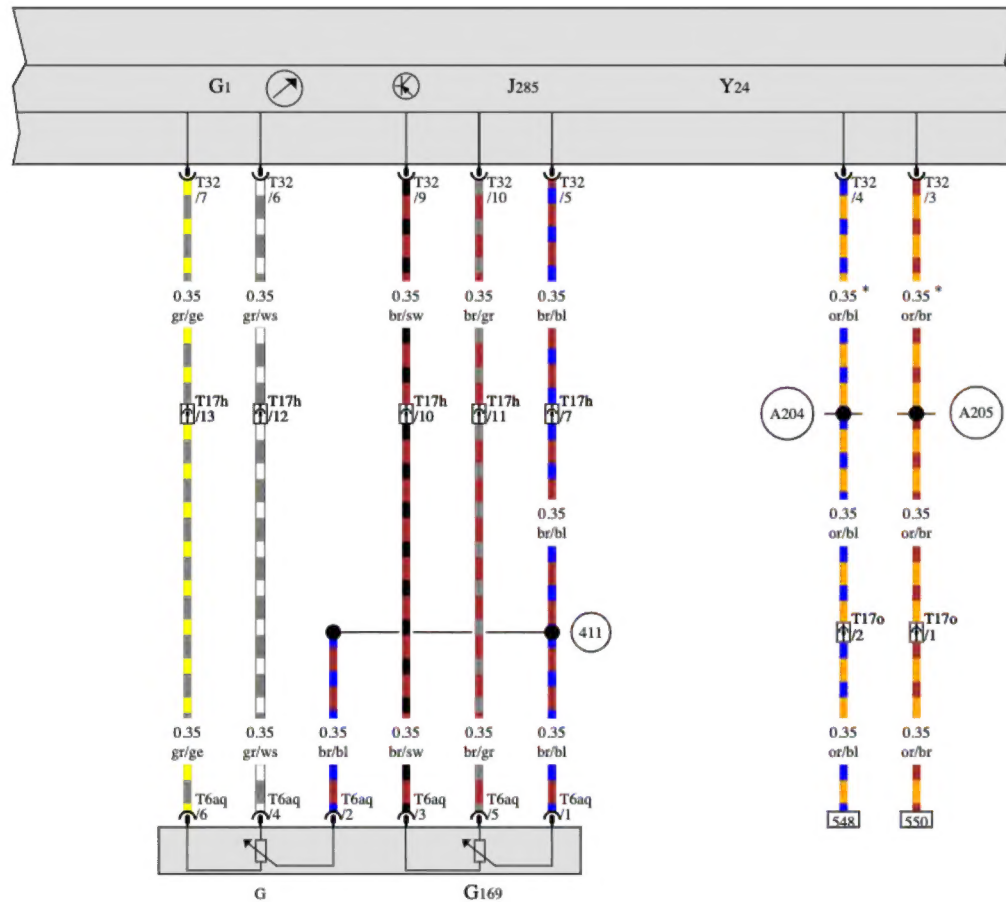 G1 J285 Y24
T32 T32 T32 T32 T32 T32 T32
/7 /6 /9 /10 /5 /4 /3
0.35 0.35 0.35 0.35 0.35 0.35 * 0.35 *
gr/ge gr/ws br/sw br/gr br/bl or/bl or/br
T17h T17h T17h T17h T17h
/13 /12 /10 /11 /7
A204 A205
0.35 0.35 0.35
br/bl or/bl or/br
411
T17o T17o
/2 /1
0.35 0.35 0.35 0.35 0.35 0.35 0.35 0.35
gr/ge gr/ws br/bl br/sw br/gr br/bl or/bl or/br
T6aq T6aq T6aq T6aq T6aq T6aq
/6 /4 /2 /3 /5 /1
548 550
G G169